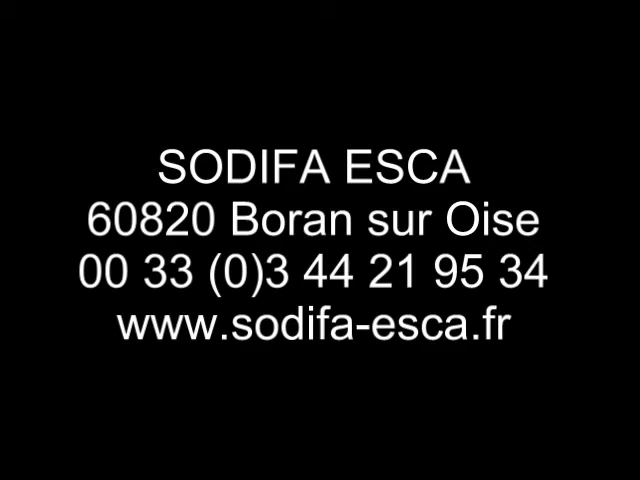 SODIFA ESCA
60820 Boran sur Oise
00 33 (0)3 44 21 95 34
www.sodifa-esca.fr